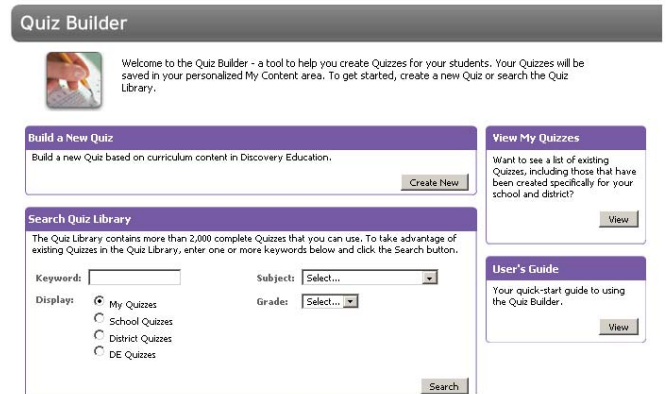 Quiz Builder
Welcome to the Quiz Builder - a tool to help you create Quizzes for your students. Your Quizzes will be
saved in your personalized My Content area. To get started, create a new Quiz or search the Quiz
Library.
Build a New Quiz
Build a new Quiz based on curriculum content in Discovery Education.
Create New
Search Quiz Library
The Quiz Library contains more than 2,000 complete Quizzes that you can use. To take advantage of
existing Quizzes in the Quiz Library, enter one or more keywords below and click the Search button.
Keyword:
Subject: Select...
Display: My Quizzes
Grade: Select...
School Quizzes
District Quizzes
DE Quizzes
Search
View My Quizzes
Want to see a list of existing
Quizzes, including those that have
been created specifically for your
school and district?
View
User's Guide
Your quick-start guide to using
the Quiz Builder.
View